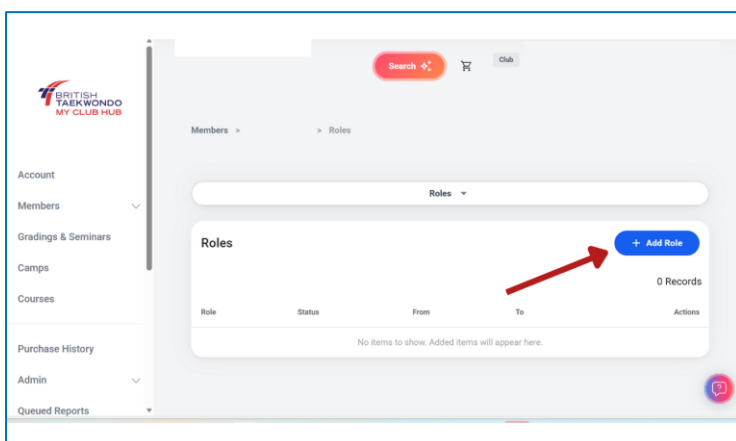 BRITISH
TAEKWONDO
MY CLUB HUB
Account
Members
Gradings & Seminars
Camps
Courses
Purchase History
Admin
Queued Reports
Search
Club
Members > > Roles
Roles
Roles
+ Add Role
0 Records
Role Status From To Actions
No items to show. Added items will appear here.